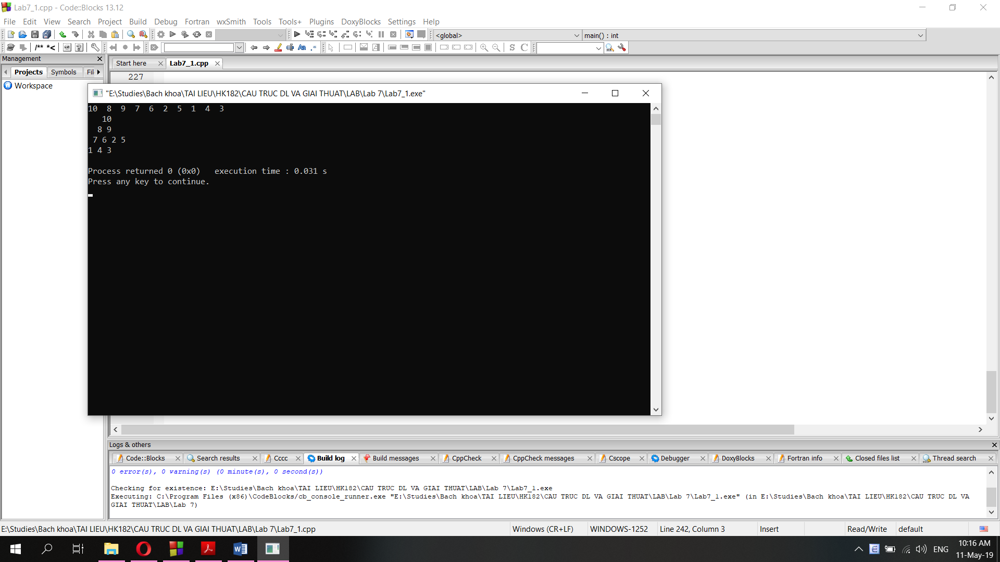 Lab7_1.cpp - Code::Blocks 13.12
File Edit View Search Project Build Debug Fortran wxSmith Tools Tools+ Plugins DoxyBlocks Settings Help
<global> main() : int
/** *<
Management
Start here Lab7_1.cpp
Projects Symbols Fil
227
Workspace
"E:\Studies\Bach khoa\TAI LIEU\HK182\CAU TRUC DL VA GIAI THUAT\LAB\Lab 7\Lab7_1.exe"
10 8 9 7 6 2 5 1 4 3
10
8 9
7 6 2 5
1 4 3
Process returned 0 (0x0) execution time : 0.031 s
Press any key to continue.
Logs & others
Code::Blocks Search results Cccc Build log Build messages CppCheck CppCheck messages Cscope Debugger DoxyBlocks Fortran info Closed files list Thread search
0 error(s), 0 warning(s) (0 minute(s), 0 second(s))
Checking for existence: E:\Studies\Bach khoa\TAI LIEU\HK182\CAU TRUC DL VA GIAI THUAT\LAB\Lab 7\Lab7_1.exe
Executing: C:\Program Files (x86)\CodeBlocks/cb_console_runner.exe "E:\Studies\Bach khoa\TAI LIEU\HK182\CAU TRUC DL VA GIAI THUAT\LAB\Lab 7\Lab7_1.exe" (in E:\Studies\Bach khoa\TAI LIEU\HK182\CAU TRUC DL VA
GIAI THUAT\LAB\Lab 7)
E:\Studies\Bach khoa\TAI LIEU\HK182\CAU TRUC DL VA GIAI THUAT\LAB\Lab 7\Lab7_1.cpp Windows (CR+LF) WINDOWS-1252 Line 242, Column 3 Insert Read/Write default
ENG
10:16 AM
11-May-19